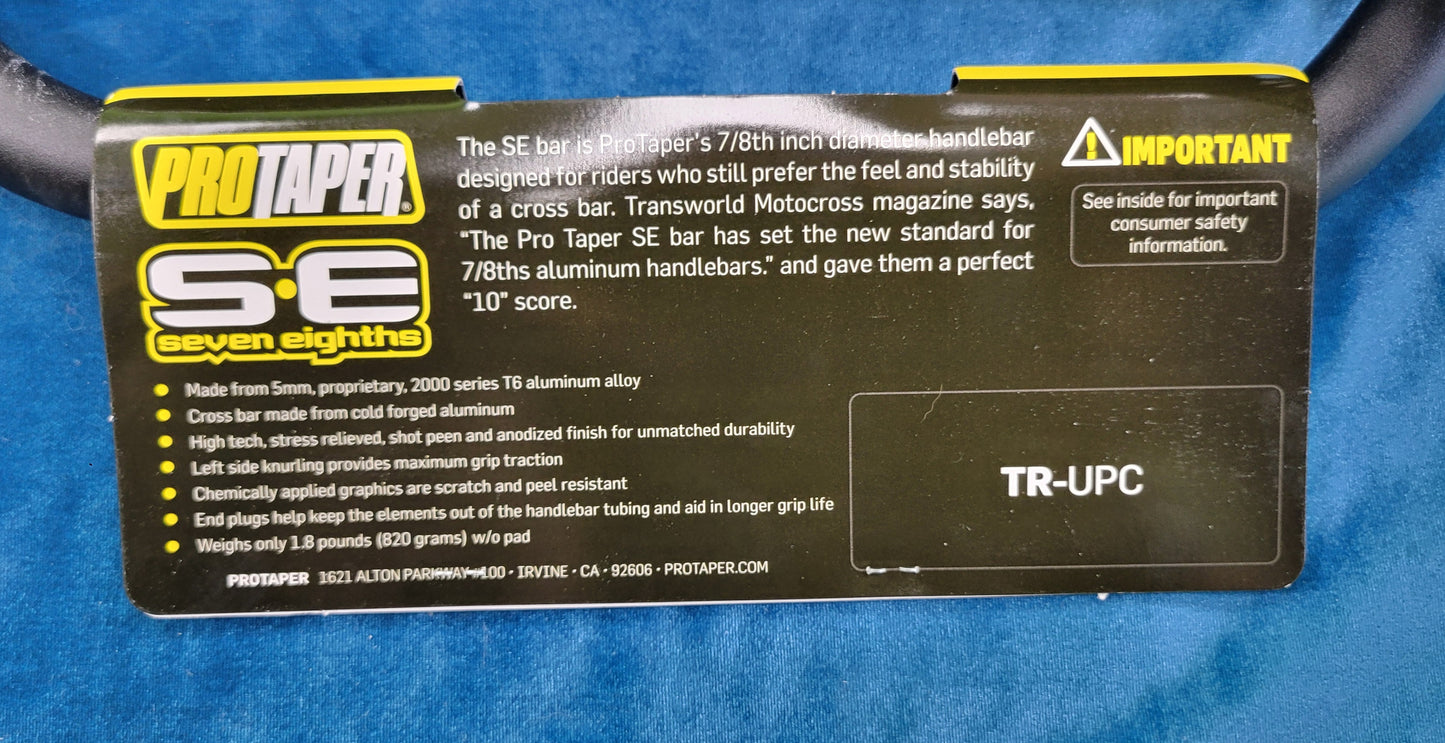 PROTAPER®
S·E
seven eighths
The SE bar is ProTaper's 7/8th inch diameter handlebar
designed for riders who still prefer the feel and stability
of a cross bar. Transworld Motocross magazine says,
"The Pro Taper SE bar has set the new standard for
7/8ths aluminum handlebars." and gave them a perfect
"10" score.
IMPORTANT
See inside for important
consumer safety
information.
• Made from 5mm, proprietary, 2000 series T6 aluminum alloy
• Cross bar made from cold forged aluminum
• High tech, stress relieved, shot peen and anodized finish for unmatched durability
• Left side knurling provides maximum grip traction
• Chemically applied graphics are scratch and peel resistant
• End plugs help keep the elements out of the handlebar tubing and aid in longer grip life
• Weighs only 1.8 pounds (820 grams) w/o pad
TR-UPC
PROTAPER 1621 ALTON PARKWAY #100 · IRVINE · CA · 92606 · PROTAPER.COM